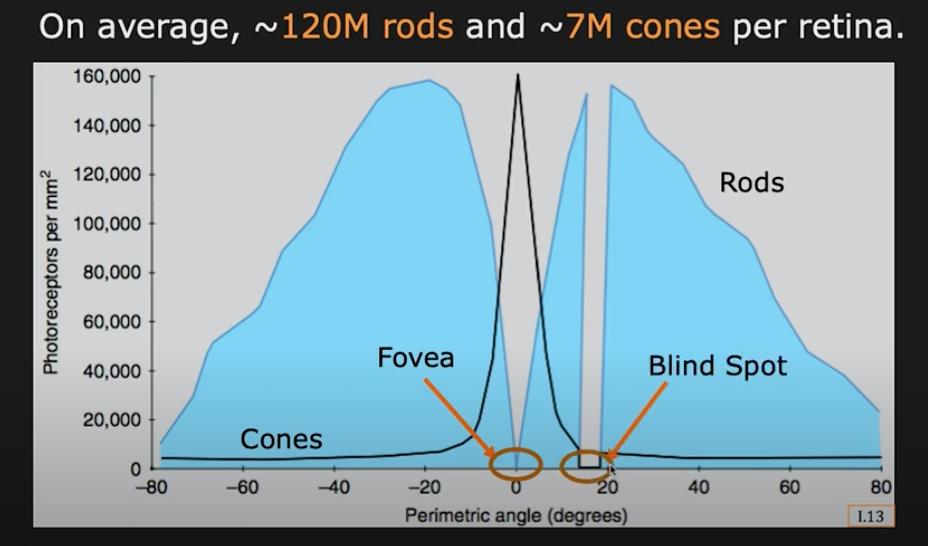 On average, ~120M rods and ~7M cones per retina.
160,000
140,000
120,000
100,000
80,000
60,000
40,000
20,000
0
Photoreceptors per mm²
Rods
Fovea
Blind Spot
Cones
−80 −60 −40 −20 0 20 40 60 80
Perimetric angle (degrees)
I.13